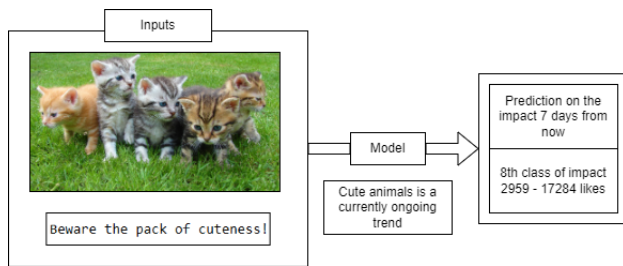 Inputs
Beware the pack of cuteness!
Model
Cute animals is a
currently ongoing
trend
Prediction on the
impact 7 days from
now
8th class of impact
2959 - 17284 likes